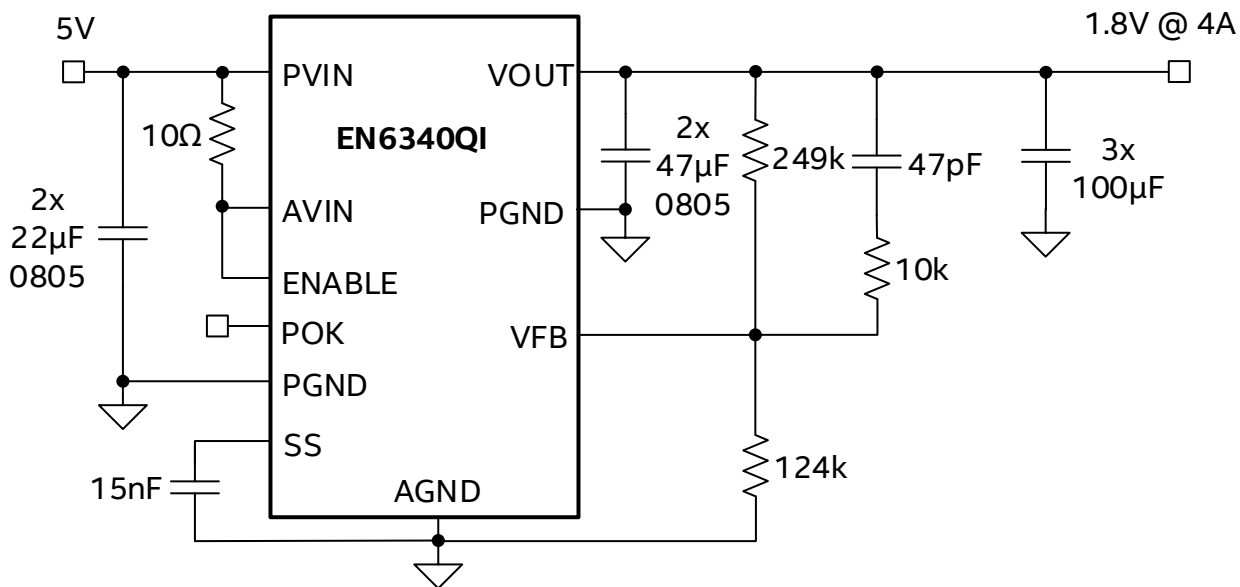 5V
1.8V @ 4A
PVIN
VOUT
10Ω
EN6340QI
2x
47µF
0805
249k
47pF
3x
100µF
2x
22µF
0805
AVIN
PGND
ENABLE
10k
POK
VFB
PGND
SS
15nF
AGND
124k